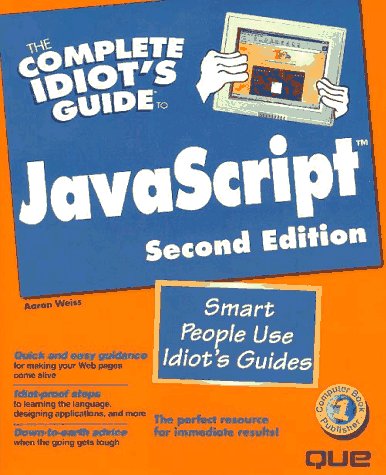 THE
COMPLETE
IDIOT'S
GUIDE™ TO
JavaScript™
Second Edition
Aaron Weiss
Smart
People Use
Idiot's Guides
Quick and easy guidance
for making your Web pages
come alive
Idiot-proof steps
to learning the language,
designing applications, and more
Down-to-earth advice
when the going gets tough
The perfect resource
for immediate results!
Computer Book
#1
Publisher
QUE